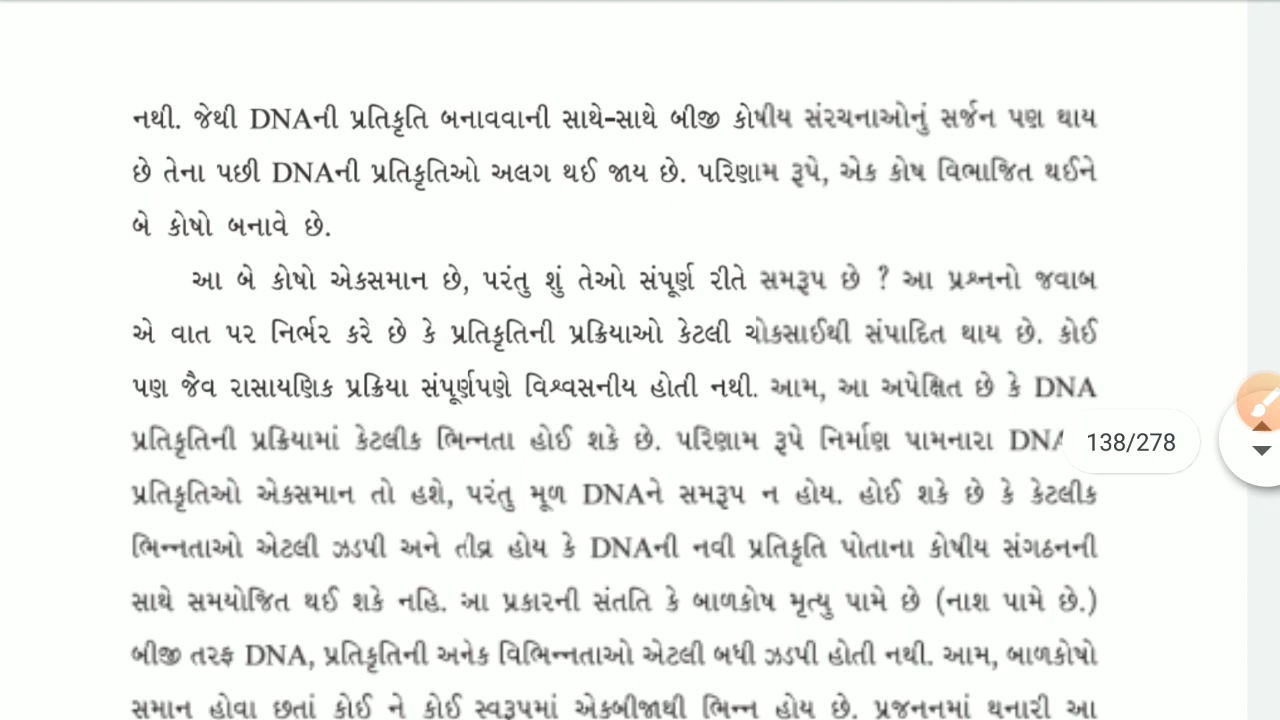 નથી. જેથી DNAની પ્રતિકૃતિ બનાવવાની સાથે-સાથે બીજી કોષીય સંરચનાઓનું સર્જન પણ થાય
છે તેના પછી DNAની પ્રતિકૃતિઓ અલગ થઈ જાય છે. પરિણામ રૂપે, એક કોષ વિભાજિત થઈને
બે કોષો બનાવે છે.
આ બે કોષો એકસમાન છે, પરંતુ શું તેઓ સંપૂર્ણ રીતે સમરૂપ છે ? આ પ્રશ્નનો જવાબ
એ વાત પર નિર્ભર કરે છે કે પ્રતિકૃતિની પ્રક્રિયાઓ કેટલી ચોકસાઈથી સંપાદિત થાય છે. કોઈ
પણ જૈવ રાસાયણિક પ્રક્રિયા સંપૂર્ણપણે વિશ્વસનીય હોતી નથી. આમ, આ અપેક્ષિત છે કે DNA
પ્રતિકૃતિની પ્રક્રિયામાં કેટલીક ભિન્નતા હોઈ શકે છે. પરિણામ રૂપે નિર્માણ પામનારા DNA 138/278
પ્રતિકૃતિઓ એકસમાન તો હશે, પરંતુ મૂળ DNAને સમરૂપ ન હોય. હોઈ શકે છે કે કેટલીક
ભિન્નતાઓ એટલી ઝડપી અને તીવ્ર હોય કે DNAની નવી પ્રતિકૃતિ પોતાના કોષીય સંગઠનની
સાથે સમયોજિત થઈ શકે નહિ. આ પ્રકારની સંતતિ કે બાળકોષ મૃત્યુ પામે છે (નાશ પામે છે.)
બીજી તરફ DNA, પ્રતિકૃતિની અનેક વિભિન્નતાઓ એટલી બધી ઝડપી હોતી નથી. આમ, બાળકોષો
સમાન હોવા છતાં કોઈ ને કોઈ સ્વરૂપમાં એકબીજાથી ભિન્ન હોય છે. પ્રજનનમાં થનારી આ